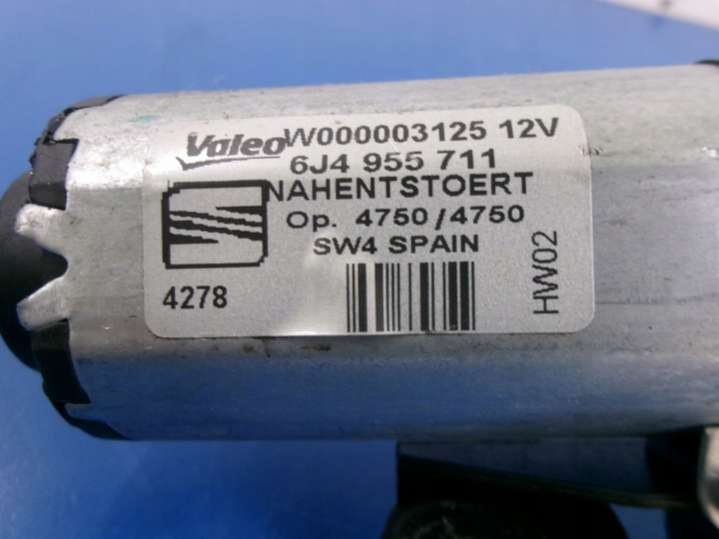 Valeo W000003125 12V
6J4 955 711
NAHENTSTOERT
Op. 4750/4750
SW4 SPAIN
4278
HW02